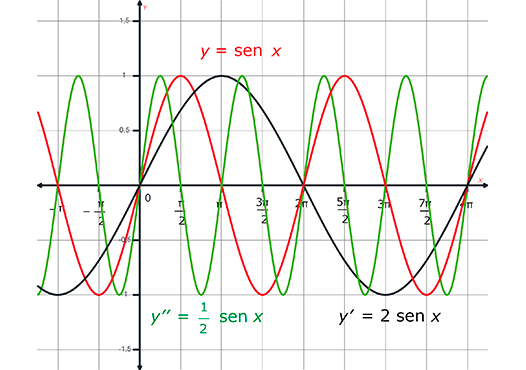 y
1,5
y = sen x
1
0,5
x
-π -π/2 0 π/2 π 3π/2 2π 5π/2 3π 7π/2 4π
-0,5
y″ = 1/2 sen x y′ = 2 sen x
-1
-1,5